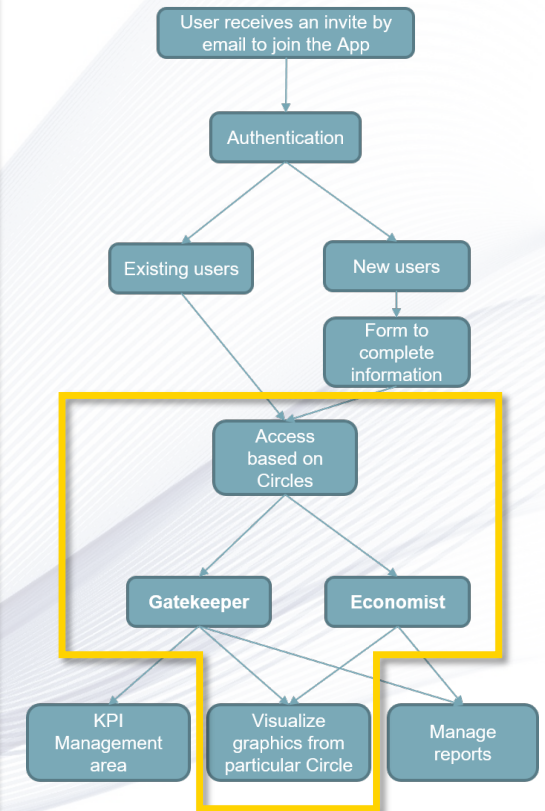 User receives an invite by
email to join the App
Authentication
Existing users
New users
Form to
complete
information
Access
based on
Circles
Gatekeeper
Economist
KPI
Management
area
Visualize
graphics from
particular Circle
Manage
reports